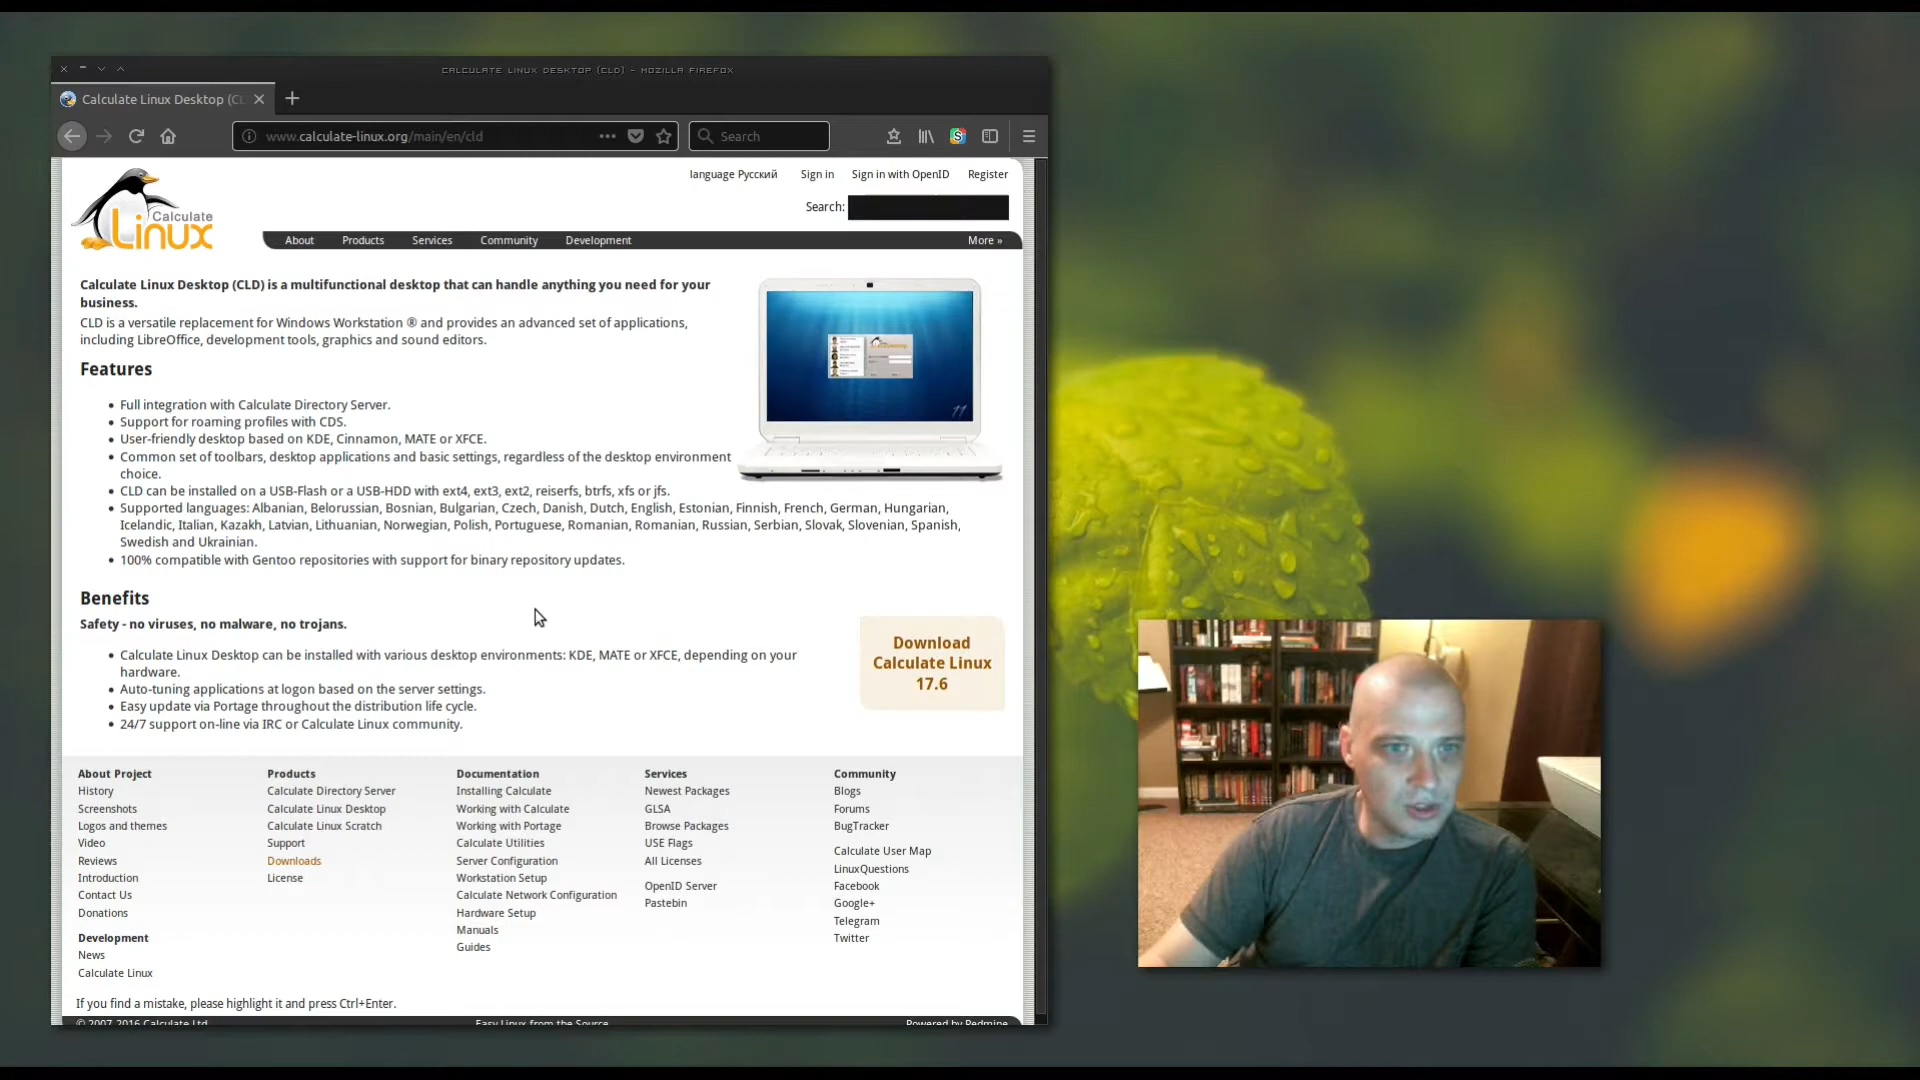 CALCULATE LINUX DESKTOP (CLD) - MOZILLA FIREFOX
Calculate Linux Desktop (CL
www.calculate-linux.org/main/en/cld
Search
language Русский Sign in Sign in with OpenID Register
Search:
Calculate
Linux
About Products Services Community Development More »
Calculate Linux Desktop (CLD) is a multifunctional desktop that can handle anything you need for your
business.
CLD is a versatile replacement for Windows Workstation ® and provides an advanced set of applications,
including LibreOffice, development tools, graphics and sound editors.
Features
• Full integration with Calculate Directory Server.
• Support for roaming profiles with CDS.
• User-friendly desktop based on KDE, Cinnamon, MATE or XFCE.
• Common set of toolbars, desktop applications and basic settings, regardless of the desktop environment
choice.
• CLD can be installed on a USB-Flash or a USB-HDD with ext4, ext3, ext2, reiserfs, btrfs, xfs or jfs.
• Supported languages: Albanian, Belorussian, Bosnian, Bulgarian, Czech, Danish, Dutch, English, Estonian, Finnish, French, German, Hungarian,
Icelandic, Italian, Kazakh, Latvian, Lithuanian, Norwegian, Polish, Portuguese, Romanian, Romanian, Russian, Serbian, Slovak, Slovenian, Spanish,
Swedish and Ukrainian.
• 100% compatible with Gentoo repositories with support for binary repository updates.
11
Benefits
Safety - no viruses, no malware, no trojans.
• Calculate Linux Desktop can be installed with various desktop environments: KDE, MATE or XFCE, depending on your
hardware.
• Auto-tuning applications at logon based on the server settings.
• Easy update via Portage throughout the distribution life cycle.
• 24/7 support on-line via IRC or Calculate Linux community.
Download
Calculate Linux
17.6
About Project
History
Screenshots
Logos and themes
Video
Reviews
Introduction
Contact Us
Donations
Development
News
Calculate Linux
Products
Calculate Directory Server
Calculate Linux Desktop
Calculate Linux Scratch
Support
Downloads
License
Documentation
Installing Calculate
Working with Calculate
Working with Portage
Calculate Utilities
Server Configuration
Workstation Setup
Calculate Network Configuration
Hardware Setup
Manuals
Guides
Services
Newest Packages
GLSA
Browse Packages
USE Flags
All Licenses
OpenID Server
Pastebin
Community
Blogs
Forums
BugTracker
Calculate User Map
LinuxQuestions
Facebook
Google+
Telegram
Twitter
If you find a mistake, please highlight it and press Ctrl+Enter.
© 2007-2016 Calculate Ltd. Easy Linux from the Source Powered by Redmine